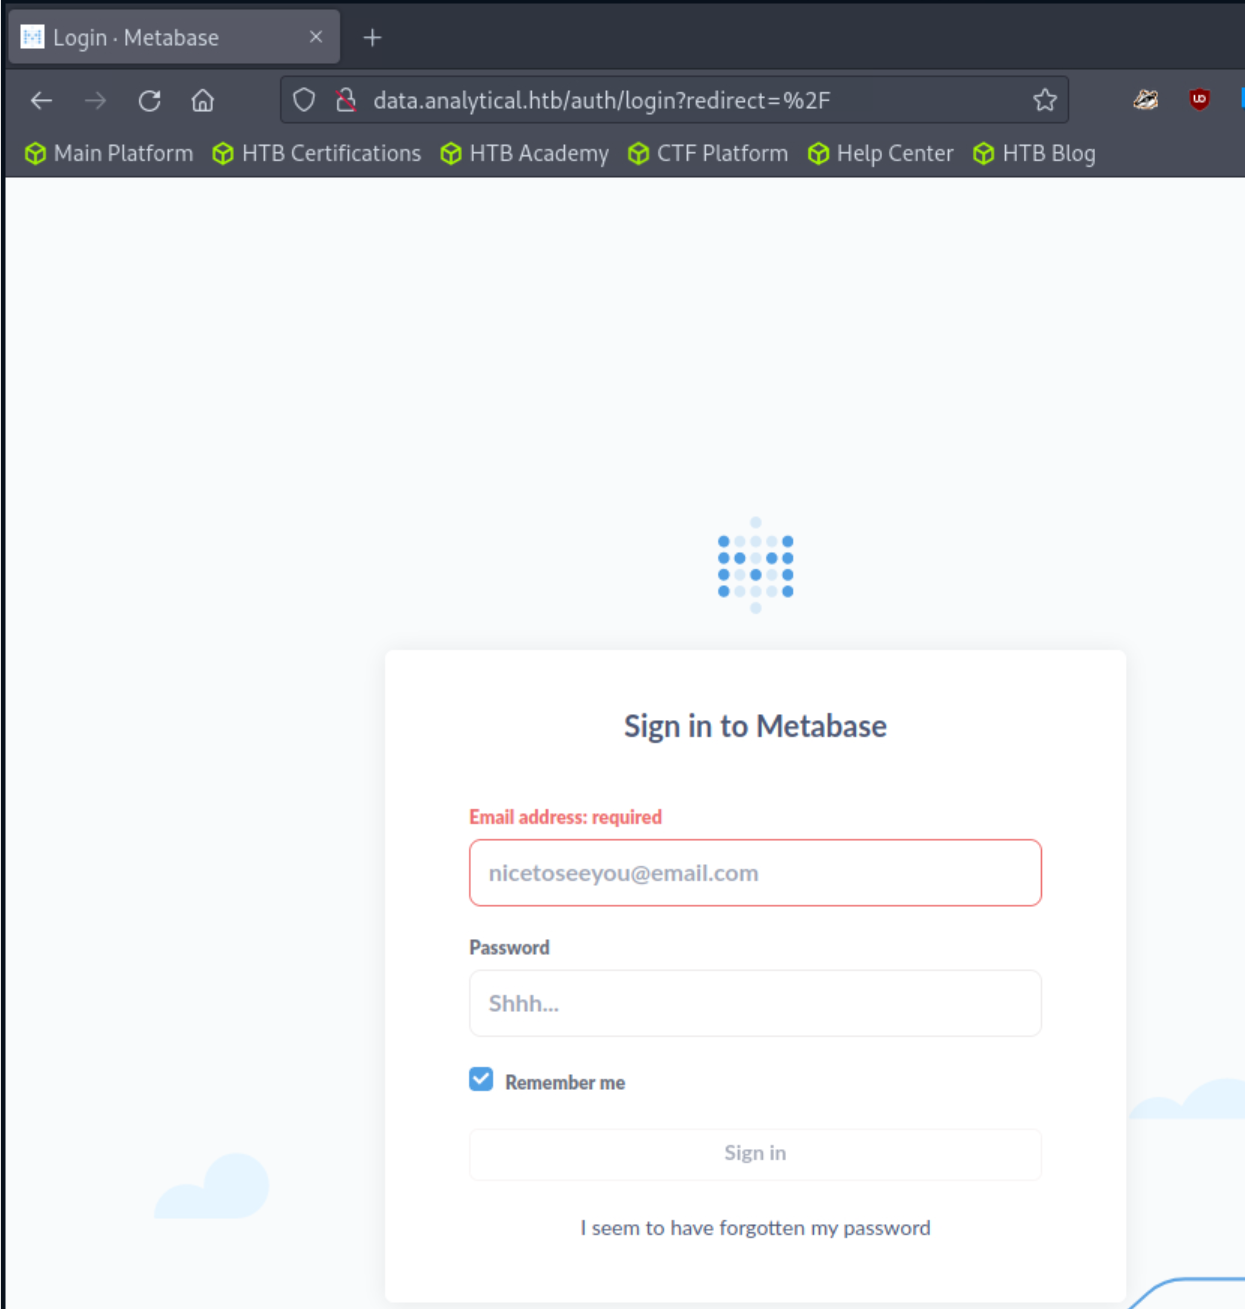 Login · Metabase
data.analytical.htb/auth/login?redirect=%2F
Main Platform HTB Certifications HTB Academy CTF Platform Help Center HTB Blog
Sign in to Metabase
Email address: required
nicetoseeyou@email.com
Password
Shhh...
Remember me
Sign in
I seem to have forgotten my password